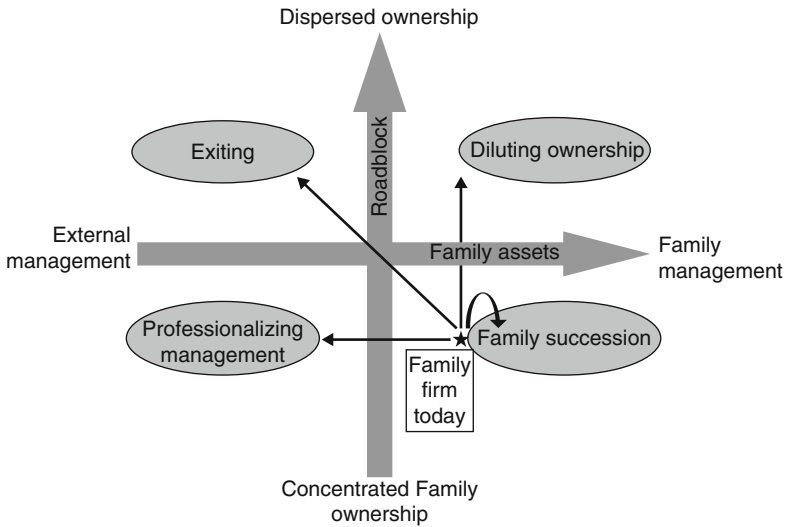 Dispersed ownership
Exiting
Roadblock
Diluting ownership
External
management
Family assets
Family
management
Professionalizing
management
Family succession
Family
firm
today
Concentrated Family
ownership